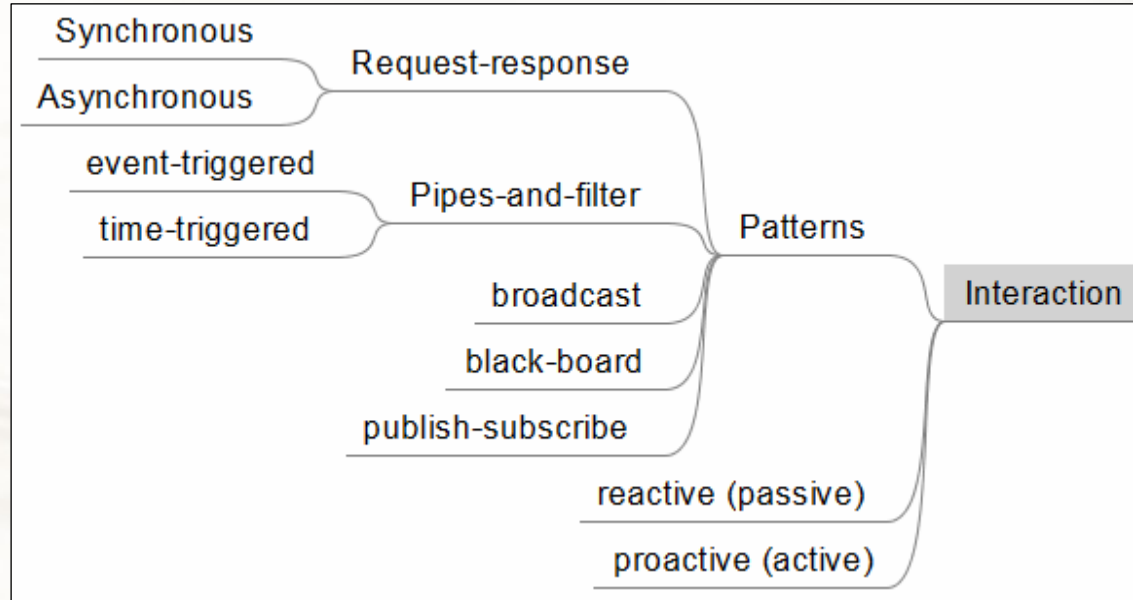 Synchronous
Request-response
Asynchronous
event-triggered
Pipes-and-filter
time-triggered
Patterns
broadcast
Interaction
black-board
publish-subscribe
reactive (passive)
proactive (active)